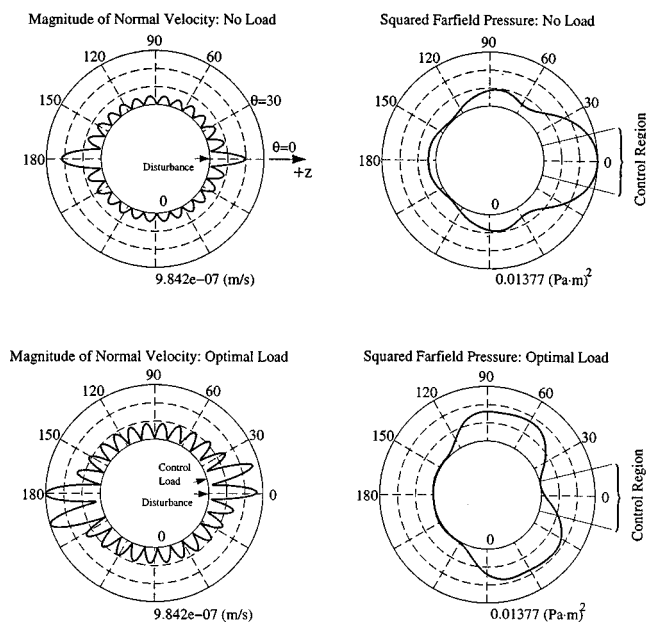 Magnitude of Normal Velocity: No Load
90
120
60
150
θ=30
180
Disturbance
θ=0
+z
0
9.842e−07 (m/s)
Squared Farfield Pressure: No Load
90
120
60
150
30
180
0
0
Control Region
0.01377 (Pa·m)2
Magnitude of Normal Velocity: Optimal Load
90
120
60
150
30
Control
Load
180
Disturbance
0
0
9.842e−07 (m/s)
Squared Farfield Pressure: Optimal Load
90
120
60
150
30
180
0
0
Control Region
0.01377 (Pa·m)2